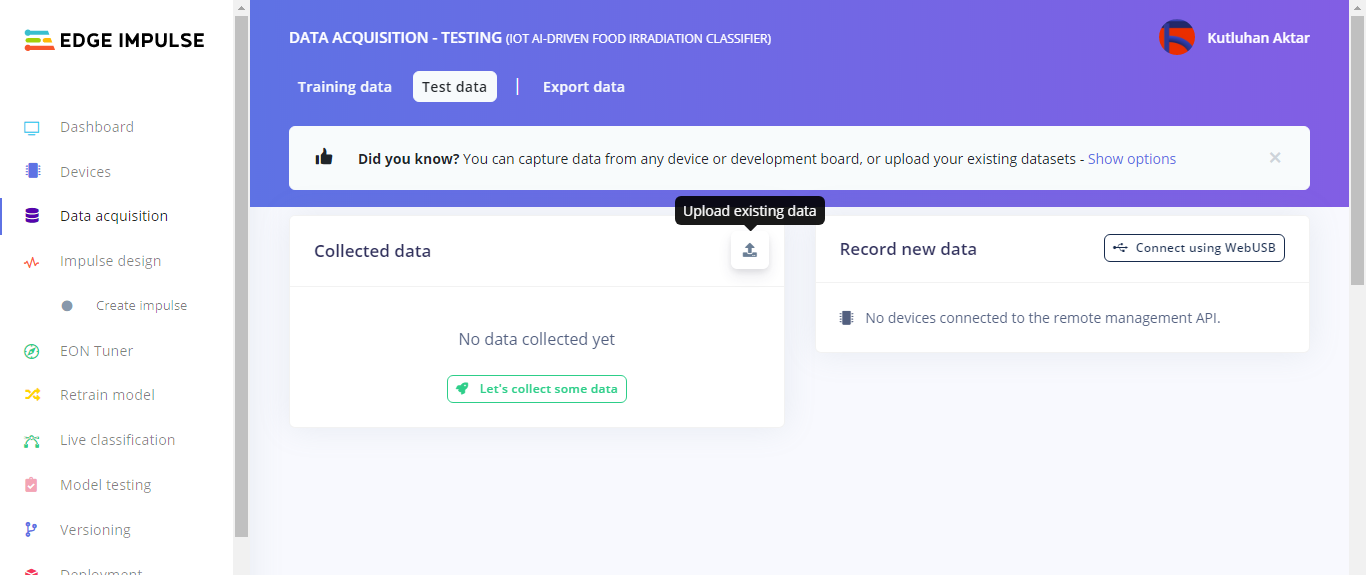 EDGE IMPULSE
Dashboard
Devices
Data acquisition
Impulse design
Create impulse
EON Tuner
Retrain model
Live classification
Model testing
Versioning
Deployment
DATA ACQUISITION - TESTING (IOT AI-DRIVEN FOOD IRRADIATION CLASSIFIER)
Kutluhan Aktar
Training data Test data | Export data
Did you know? You can capture data from any device or development board, or upload your existing datasets - Show options ×
Upload existing data
Collected data
No data collected yet
Let's collect some data
Record new data
Connect using WebUSB
No devices connected to the remote management API.